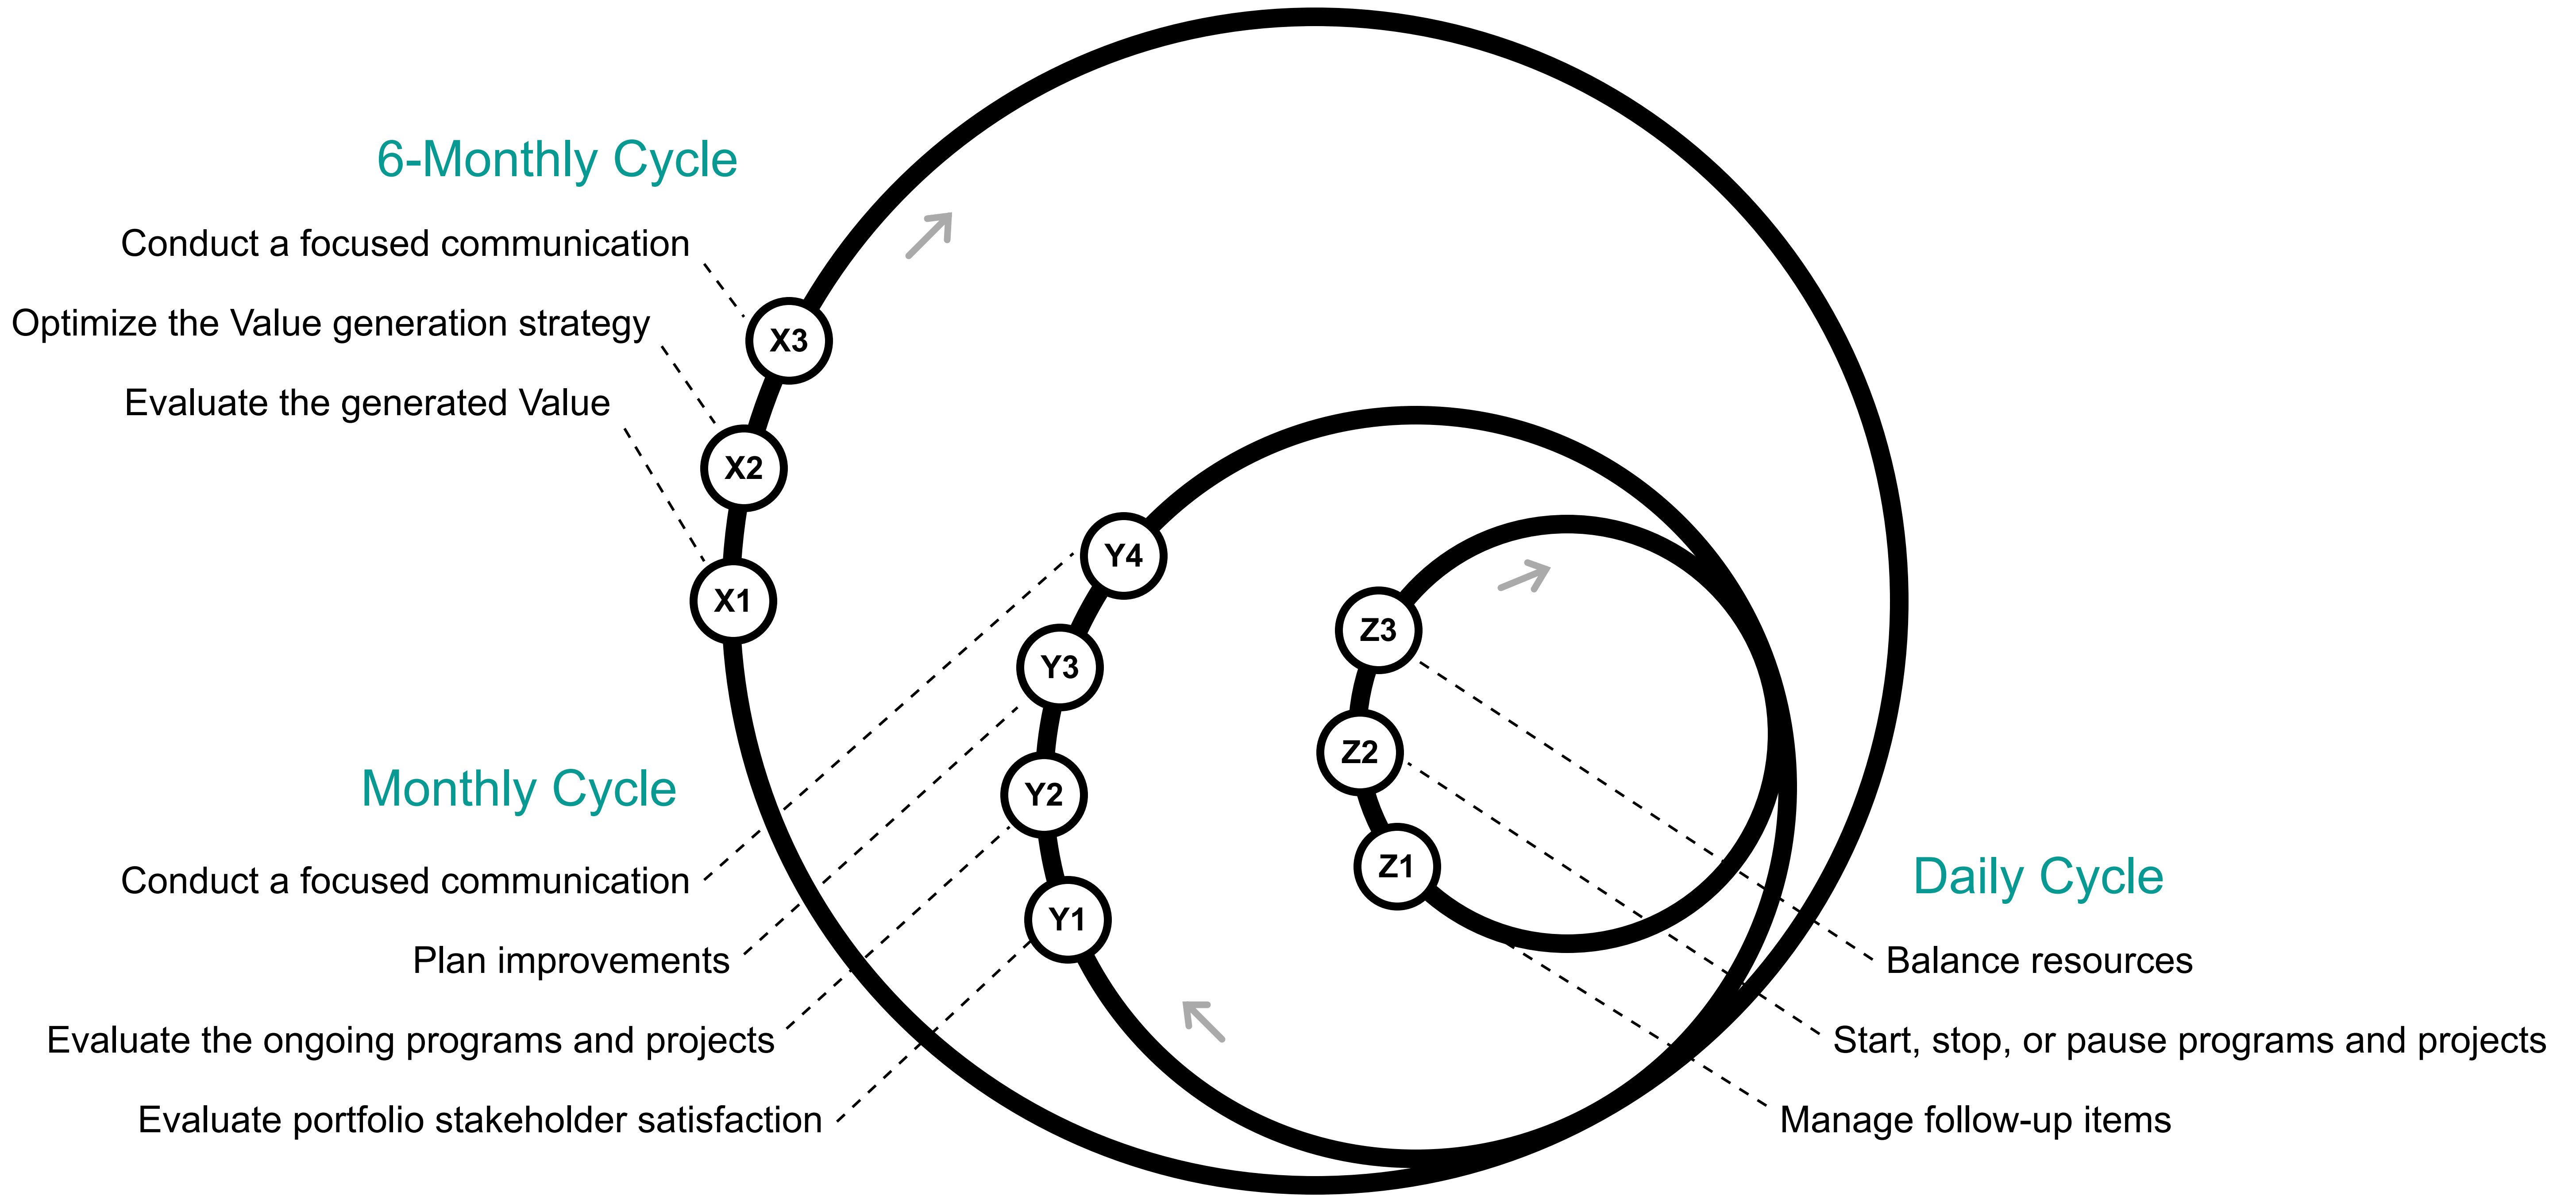 6-Monthly Cycle
Conduct a focused communication
Optimize the Value generation strategy
Evaluate the generated Value
X3
X2
X1
Monthly Cycle
Conduct a focused communication
Plan improvements
Evaluate the ongoing programs and projects
Evaluate portfolio stakeholder satisfaction
Y4
Y3
Y2
Y1
Z3
Z2
Z1
Daily Cycle
Balance resources
Start, stop, or pause programs and projects
Manage follow-up items